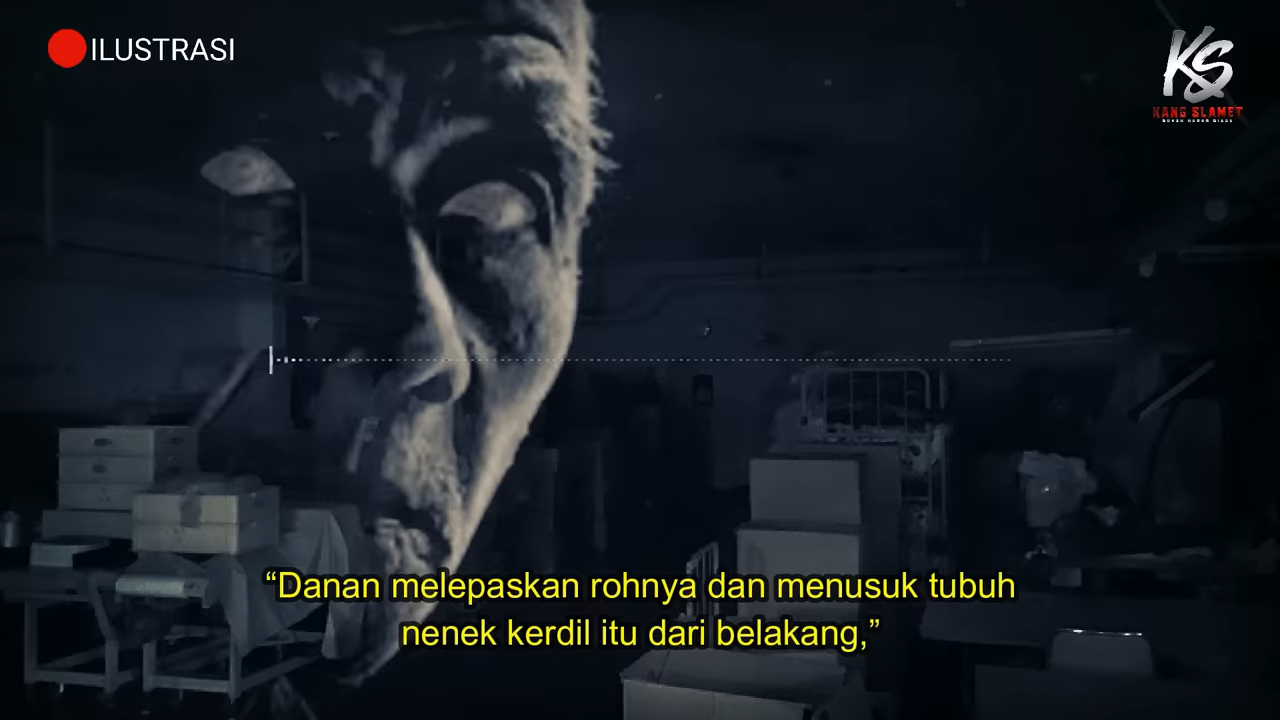 ILUSTRASI
KS
KANG SLAMET
“Danan melepaskan rohnya dan menusuk tubuh
nenek kerdil itu dari belakang,”